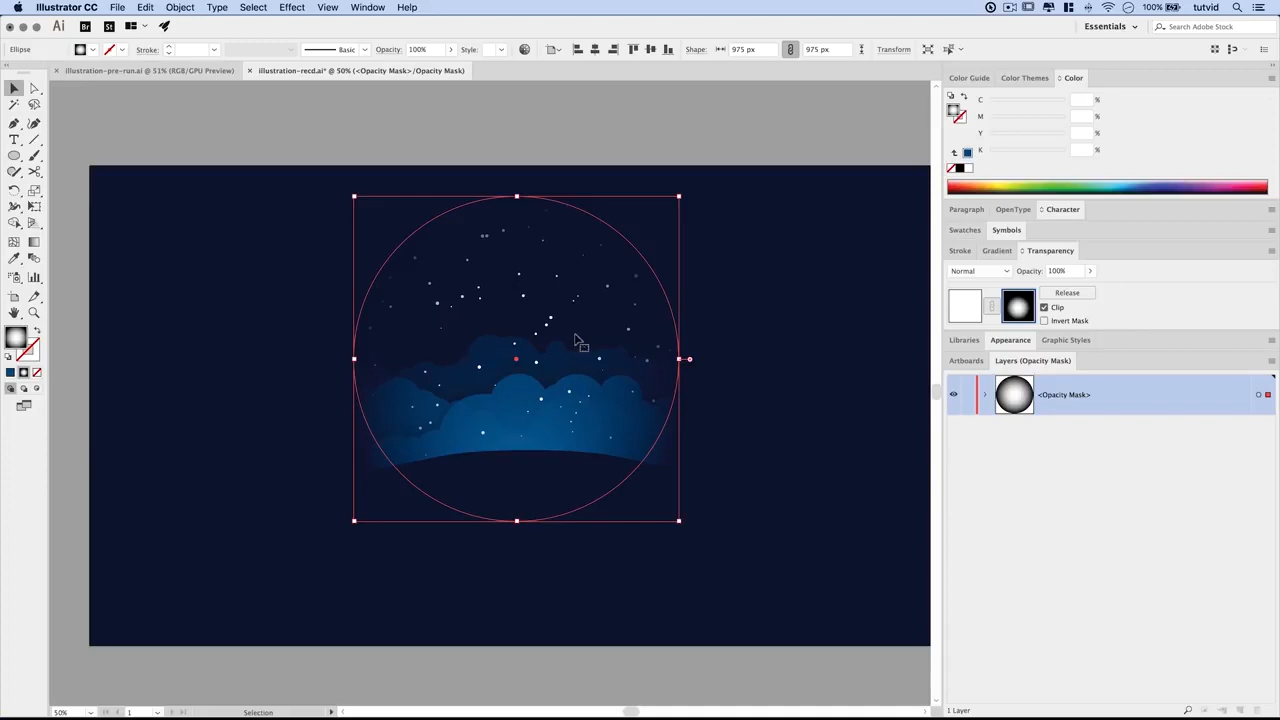 Illustrator CC File Edit Object Type Select Effect View Window Help 100% tutvid
Ai Br St Essentials Search Adobe Stock
Ellipse Stroke: Basic Opacity: 100% Style: Shape: 975 px 975 px Transform
illustration-pre-run.ai @ 51% (RGB/GPU Preview) illustration-recd.ai* @ 50% (<Opacity Mask>/Opacity Mask)
Color Guide Color Themes Color
C %
M %
Y %
K %
Paragraph OpenType Character
Swatches Symbols
Stroke Gradient Transparency
Normal Opacity: 100%
Release
Clip
Invert Mask
Libraries Appearance Graphic Styles
Artboards Layers (Opacity Mask)
<Opacity Mask>
50% 1 Selection
1 Layer